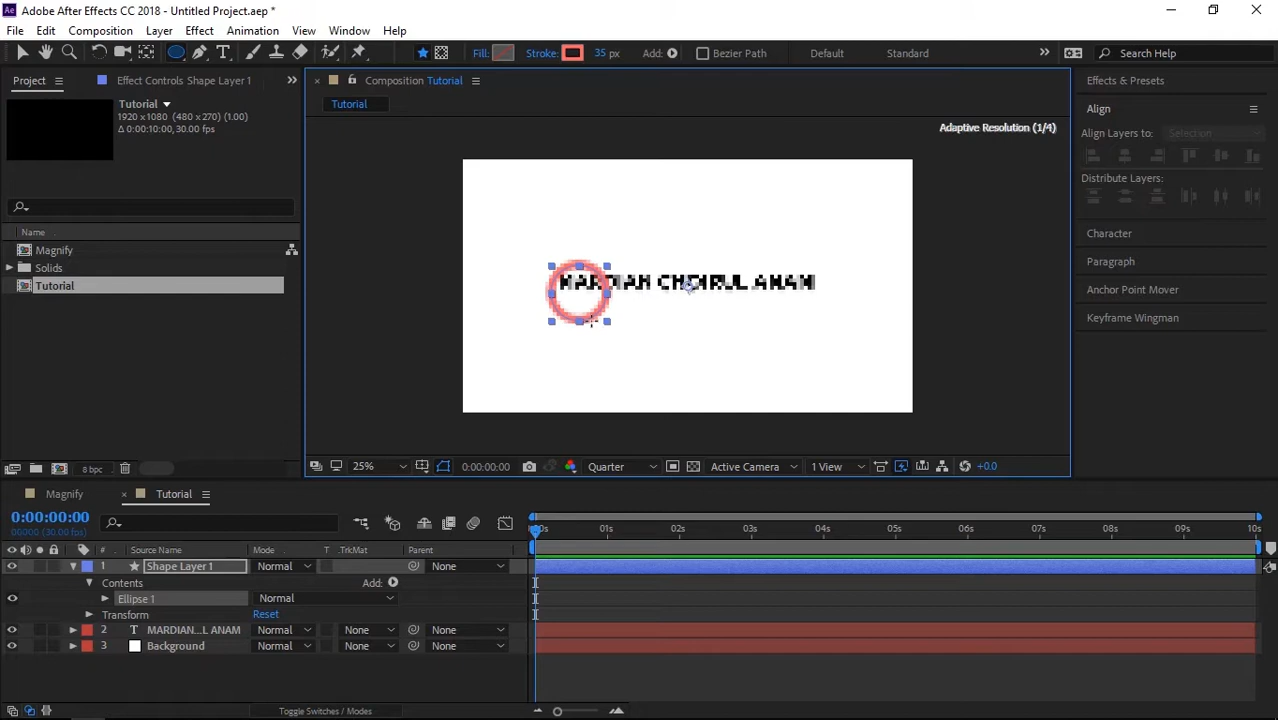 Ae Adobe After Effects CC 2018 - Untitled Project.aep *
File Edit Composition Layer Effect Animation View Window Help
Fill: Stroke: 35 px Add: Bezier Path Default Standard Search Help
Project Effect Controls Shape Layer 1 Composition Tutorial Effects & Presets
Tutorial
1920 x 1080 (480 x 270) (1.00)
Δ 0:00:10:00, 30.00 fps
Tutorial
Align
Adaptive Resolution (1/4)
Align Layers to: Selection
Distribute Layers:
Name
Character
Magnify
Paragraph
Solids
Tutorial
MARDIAN CHOIRUL ANAM
Anchor Point Mover
Keyframe Wingman
8 bpc
25% 0:00:00:00 Quarter Active Camera 1 View +0.0
Magnify Tutorial
0:00:00:00
00000 (30.00 fps)
01s 02s 03s 04s 05s 06s 07s 08s 09s 10s
# Source Name Mode T .TrkMat Parent
1 Shape Layer 1 Normal None
Contents Add:
Ellipse 1 Normal
Transform Reset
2 T MARDIAN...L ANAM Normal None None
3 Background Normal None None
Toggle Switches / Modes